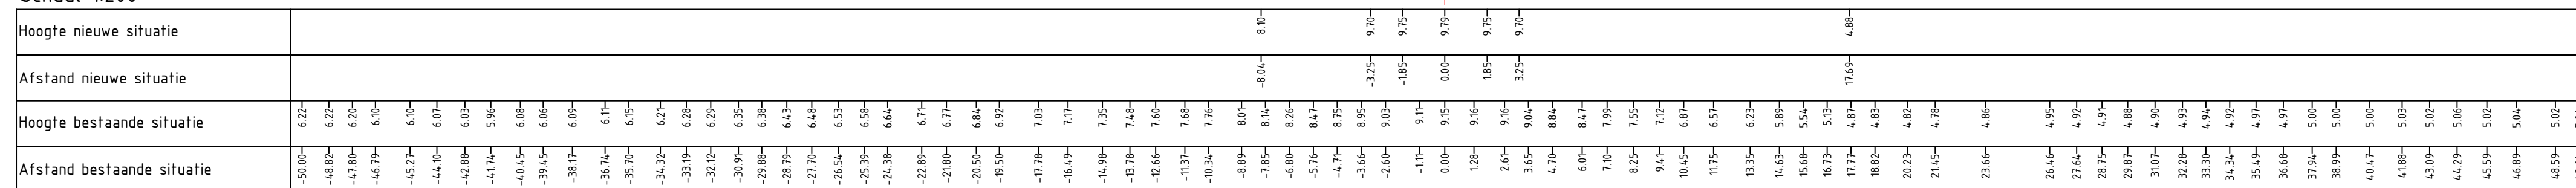 Hoogte nieuwe situatie 8.10 9.70 9.75 9.79 9.75 9.70 4.88
Afstand nieuwe situatie -8.04 -3.25 -1.85 0.00 1.85 3.25 17.69
Hoogte bestaande situatie 6.22 6.22 6.20 6.10 6.10 6.07 6.03 5.96 6.08 6.06 6.09 6.11 6.15 6.21 6.28 6.29 6.35 6.38 6.43 6.48 6.53 6.58 6.64 6.71 6.77 6.84 6.92 7.03 7.17 7.35 7.48 7.60 7.68 7.76 8.01 8.14 8.26 8.47 8.75 8.95 9.03 9.11 9.15 9.16 9.16 9.04 8.84 8.47 7.99 7.55 7.12 6.87 6.57 6.23 5.89 5.54 5.13 4.87 4.83 4.82 4.78 4.86 4.95 4.92 4.91 4.88 4.90 4.93 4.94 4.92 4.97 4.97 5.00 5.00 5.00 5.03 5.02 5.06 5.02 5.04 5.02
Afstand bestaande situatie -50.00 -48.82 -47.80 -46.79 -45.27 -44.10 -42.88 -41.74 -40.45 -39.45 -38.17 -36.74 -35.70 -34.32 -33.19 -32.12 -30.91 -29.88 -28.79 -27.70 -26.54 -25.39 -24.38 -22.89 -21.80 -20.50 -19.50 -17.78 -16.49 -14.98 -13.78 -12.66 -11.37 -10.34 -8.89 -7.85 -6.80 -5.76 -4.71 -3.66 -2.60 -1.11 0.00 1.28 2.61 3.65 4.70 6.01 7.10 8.25 9.41 10.45 11.75 13.35 14.63 15.68 16.73 17.77 18.82 20.23 21.45 23.66 26.46 27.64 28.75 29.87 31.07 32.28 33.30 34.34 35.49 36.68 37.94 38.99 40.47 41.88 43.09 44.29 45.59 46.89 48.59